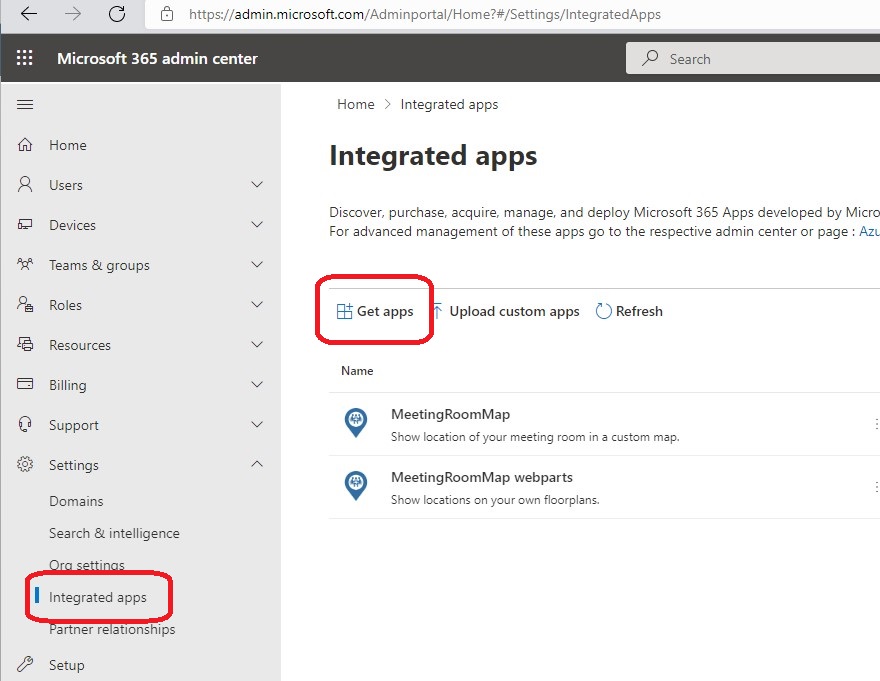 https://admin.microsoft.com/Adminportal/Home?#/Settings/IntegratedApps
Microsoft 365 admin center
Search
Home
Users
Devices
Teams & groups
Roles
Resources
Billing
Support
Settings
Domains
Search & intelligence
Org settings
Integrated apps
Partner relationships
Setup
Home > Integrated apps
Integrated apps
Discover, purchase, acquire, manage, and deploy Microsoft 365 Apps developed by Micro
For advanced management of these apps go to the respective admin center or page : Azu
Get apps
Upload custom apps
Refresh
Name
MeetingRoomMap
Show location of your meeting room in a custom map.
MeetingRoomMap webparts
Show locations on your own floorplans.